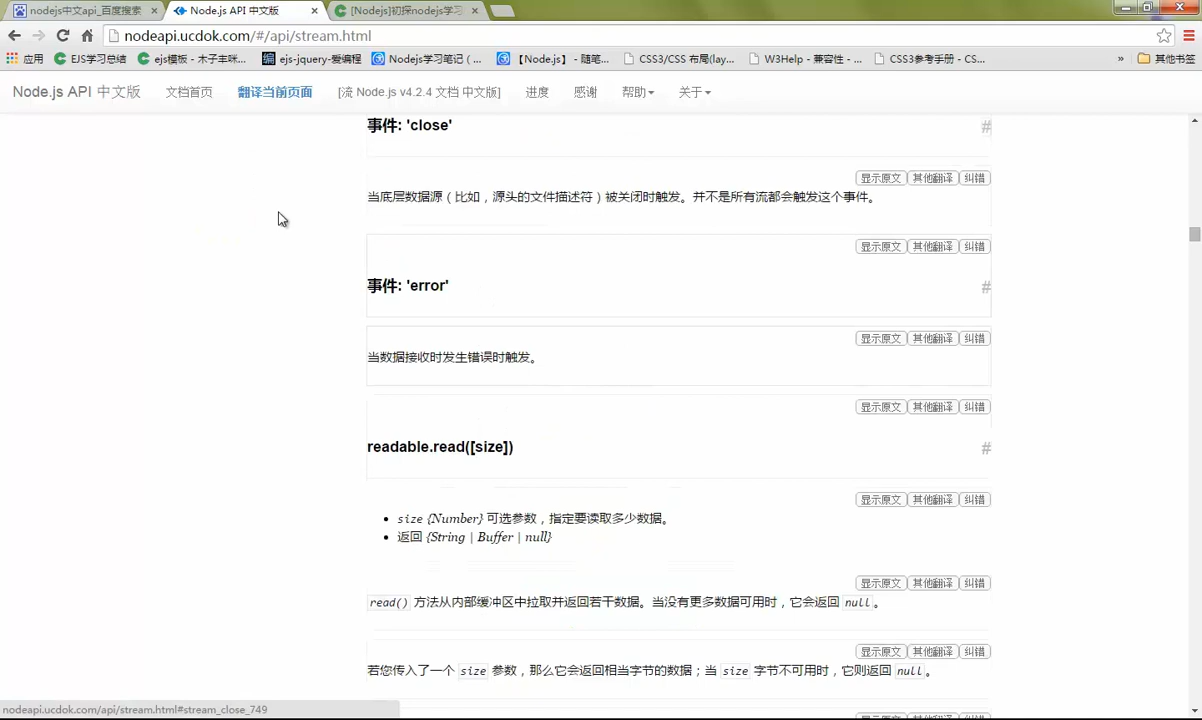 nodejs中文api_百度搜索 Node.js API 中文版 [Nodejs]初探nodejs学习
nodeapi.ucdok.com/#/api/stream.html
应用 EJS学习总结 ejs模板 - 木子丰咪... ejs-jquery-爱编程 Nodejs学习笔记 ( ... 【Node.js】 - 随笔... CSS3/CSS 布局(lay... W3Help - 兼容性 - ... CSS3参考手册 - CS... » 其他书签
Node.js API 中文版 文档首页 翻译当前页面 [流 Node.js v4.2.4 文档 中文版] 进度 感谢 帮助 关于
事件: 'close' #
显示原文 其他翻译 纠错
当底层数据源（比如，源头的文件描述符）被关闭时触发。并不是所有流都会触发这个事件。
显示原文 其他翻译 纠错
事件: 'error' #
显示原文 其他翻译 纠错
当数据接收时发生错误时触发。
显示原文 其他翻译 纠错
readable.read([size]) #
显示原文 其他翻译 纠错
size {Number} 可选参数，指定要读取多少数据。
返回 {String | Buffer | null}
显示原文 其他翻译 纠错
read() 方法从内部缓冲区中拉取并返回若干数据。当没有更多数据可用时，它会返回 null。
显示原文 其他翻译 纠错
若您传入了一个 size 参数，那么它会返回相当字节的数据；当 size 字节不可用时，它则返回 null。
显示原文 其他翻译 纠错
nodeapi.ucdok.com/api/stream.html#stream_close_749